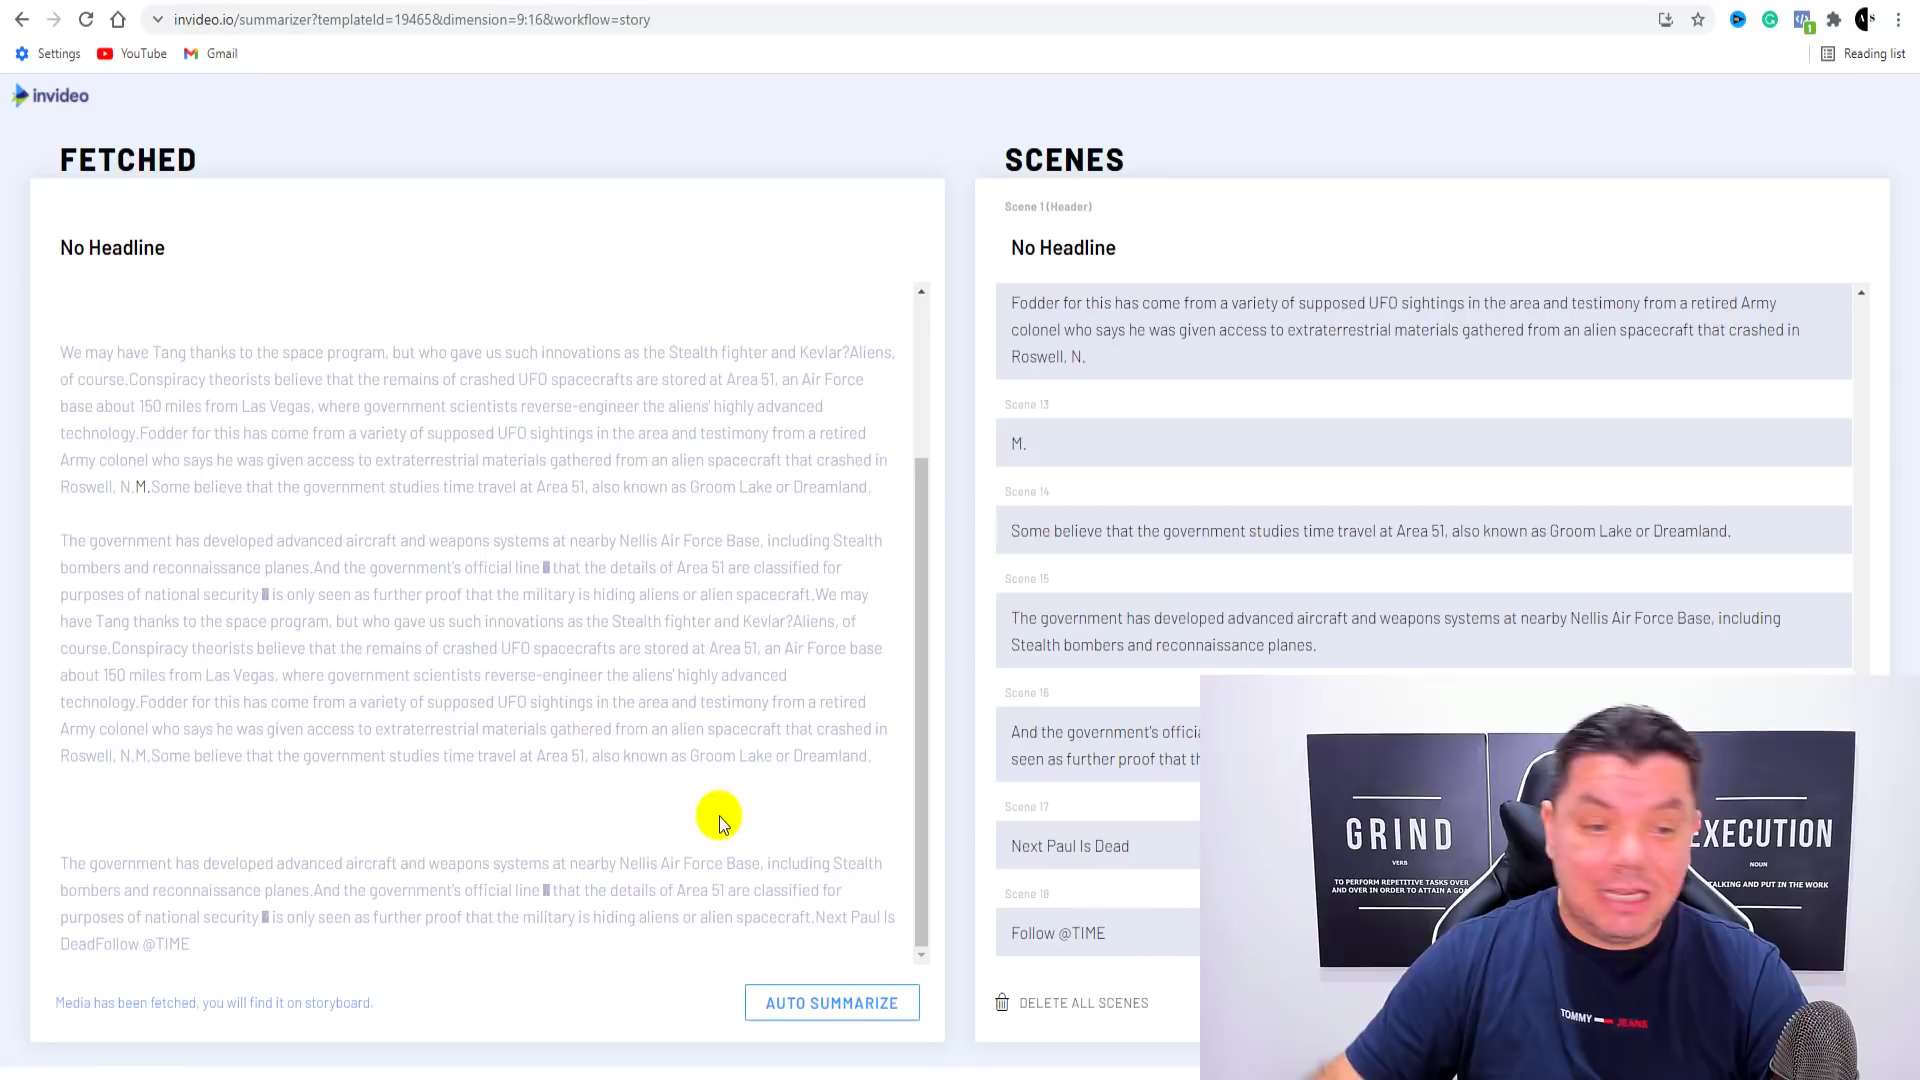 invideo.io/summarizer?templateId=19465&dimension=9:16&workflow=story
1
A S
Settings
YouTube
Gmail
Reading list
invideo
FETCHED
No Headline
We may have Tang thanks to the space program, but who gave us such innovations as the Stealth fighter and Kevlar?Aliens,
of course.Conspiracy theorists believe that the remains of crashed UFO spacecrafts are stored at Area 51, an Air Force
base about 150 miles from Las Vegas, where government scientists reverse-engineer the aliens' highly advanced
technology.Fodder for this has come from a variety of supposed UFO sightings in the area and testimony from a retired
Army colonel who says he was given access to extraterrestrial materials gathered from an alien spacecraft that crashed in
Roswell, N.M.Some believe that the government studies time travel at Area 51, also known as Groom Lake or Dreamland.
The government has developed advanced aircraft and weapons systems at nearby Nellis Air Force Base, including Stealth
bombers and reconnaissance planes.And the government's official line that the details of Area 51 are classified for
purposes of national security is only seen as further proof that the military is hiding aliens or alien spacecraft.We may
have Tang thanks to the space program, but who gave us such innovations as the Stealth fighter and Kevlar?Aliens, of
course.Conspiracy theorists believe that the remains of crashed UFO spacecrafts are stored at Area 51, an Air Force base
about 150 miles from Las Vegas, where government scientists reverse-engineer the aliens' highly advanced
technology.Fodder for this has come from a variety of supposed UFO sightings in the area and testimony from a retired
Army colonel who says he was given access to extraterrestrial materials gathered from an alien spacecraft that crashed in
Roswell, N.M.Some believe that the government studies time travel at Area 51, also known as Groom Lake or Dreamland.
The government has developed advanced aircraft and weapons systems at nearby Nellis Air Force Base, including Stealth
bombers and reconnaissance planes.And the government's official line that the details of Area 51 are classified for
purposes of national security is only seen as further proof that the military is hiding aliens or alien spacecraft.Next Paul Is
DeadFollow @TIME
Media has been fetched, you will find it on storyboard.
AUTO SUMMARIZE
SCENES
Scene 1 (Header)
No Headline
Fodder for this has come from a variety of supposed UFO sightings in the area and testimony from a retired Army
colonel who says he was given access to extraterrestrial materials gathered from an alien spacecraft that crashed in
Roswell, N.
Scene 13
M.
Scene 14
Some believe that the government studies time travel at Area 51, also known as Groom Lake or Dreamland.
Scene 15
The government has developed advanced aircraft and weapons systems at nearby Nellis Air Force Base, including
Stealth bombers and reconnaissance planes.
Scene 16
And the government's officia
seen as further proof that th
Scene 17
Next Paul Is Dead
Scene 18
Follow @TIME
DELETE ALL SCENES
GRIND
VERB
TO PERFORM REPETITIVE TASKS OVER
AND OVER IN ORDER TO ATTAIN A GOA
EXECUTION
NOUN
TALKING AND PUT IN THE WORK
TOMMY JEANS